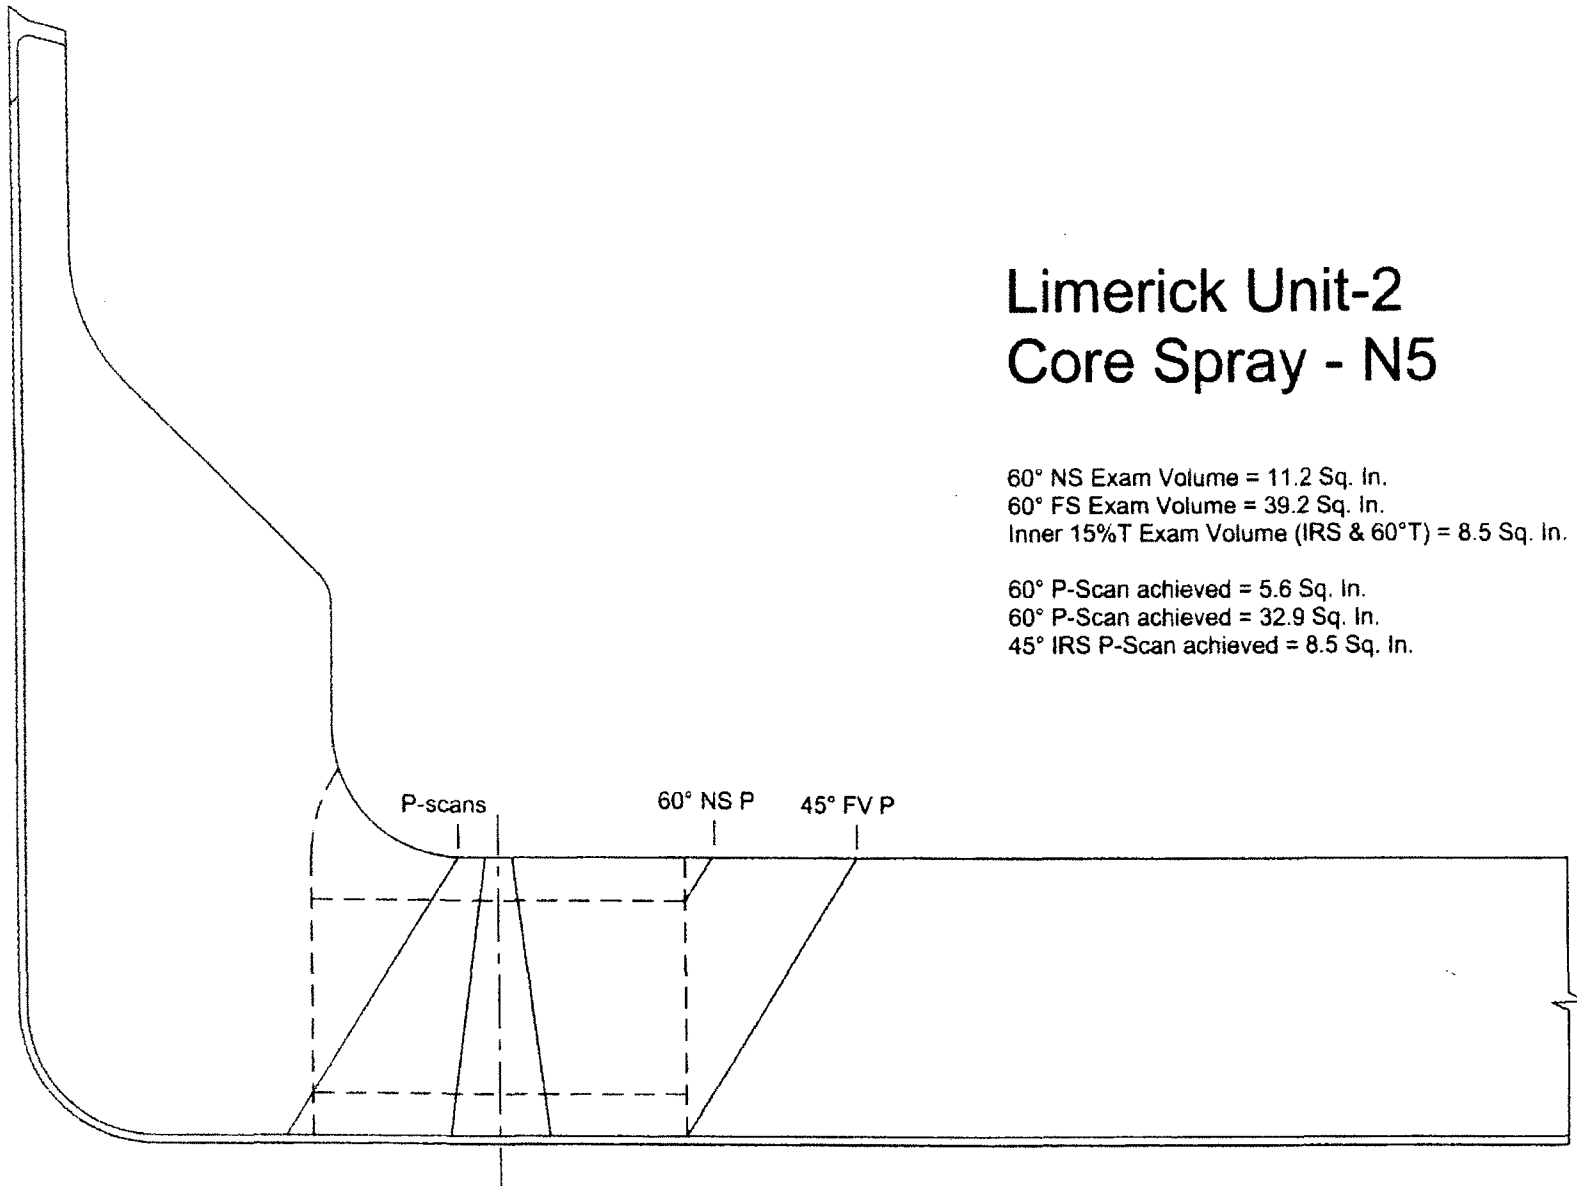 Limerick Unit-2
Core Spray - N5
60° NS Exam Volume = 11.2 Sq. In.
60° FS Exam Volume = 39.2 Sq. In.
Inner 15%T Exam Volume (IRS & 60°T) = 8.5 Sq. In.
60° P-Scan achieved = 5.6 Sq. In.
60° P-Scan achieved = 32.9 Sq. In.
45° IRS P-Scan achieved = 8.5 Sq. In.
P-scans 60° NS P 45° FV P